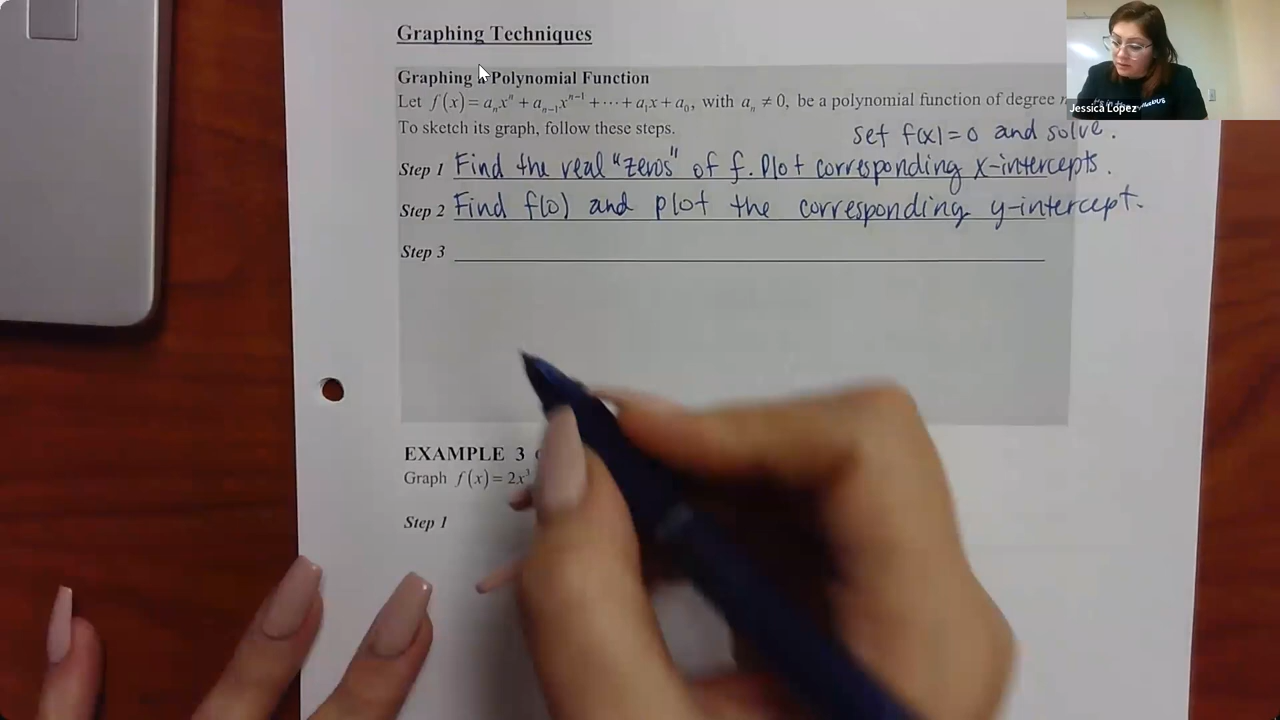 Graphing Techniques
Graphing a Polynomial Function
Let f(x) = aₙxⁿ + aₙ₋₁xⁿ⁻¹ + ⋯ + a₁x + a₀, with aₙ ≠ 0, be a polynomial function of degree
To sketch its graph, follow these steps.
set f(x)=0 and solve.
Step 1 Find the real "zeros" of f. Plot corresponding x-intercepts.
Step 2 Find f(0) and plot the corresponding y-intercept.
Step 3
EXAMPLE 3
Graph f(x) = 2x³
Step 1
Jessica Lopez